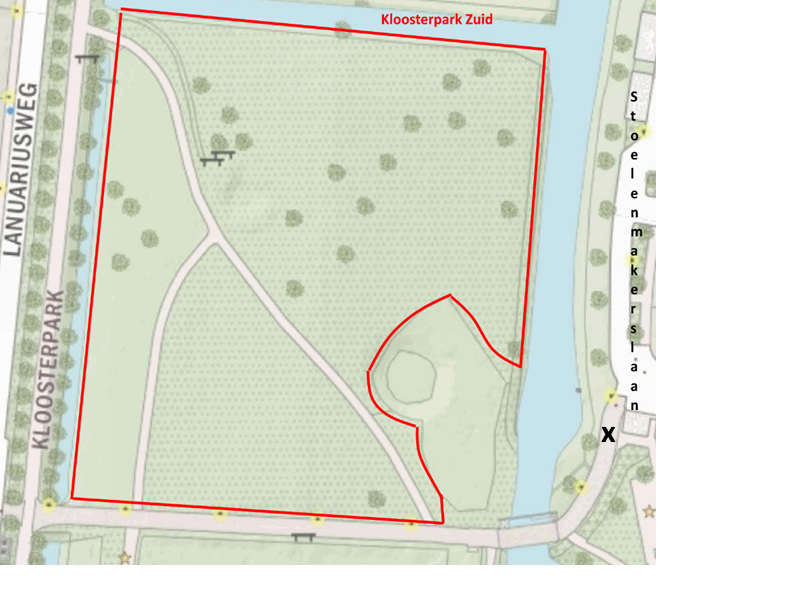 Kloosterpark Zuid
LANUARIUSWEG
KLOOSTERPARK
Stoelenmakerslaan
X